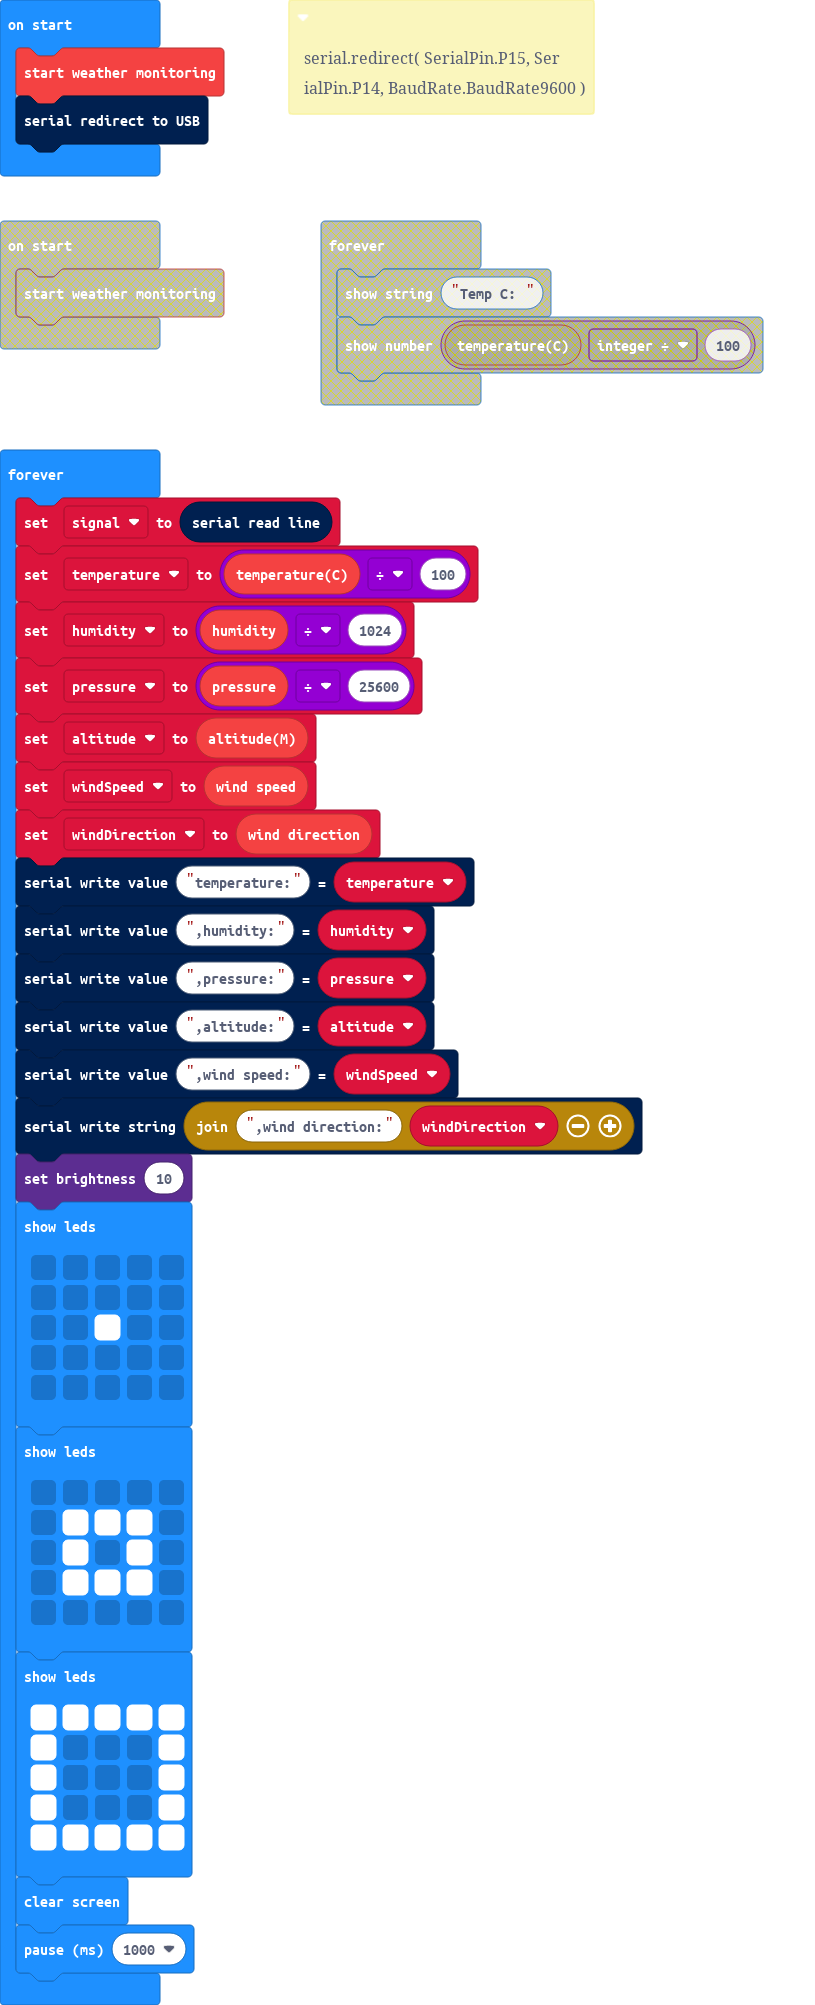 on start
start weather monitoring
serial redirect to USB
serial.redirect( SerialPin.P15, Ser
ialPin.P14, BaudRate.BaudRate9600 )
on start
start weather monitoring
forever
show string "Temp C: "
show number temperature(C) integer ÷ 100
forever
set signal to serial read line
set temperature to temperature(C) ÷ 100
set humidity to humidity ÷ 1024
set pressure to pressure ÷ 25600
set altitude to altitude(M)
set windSpeed to wind speed
set windDirection to wind direction
serial write value "temperature:" = temperature
serial write value ",humidity:" = humidity
serial write value ",pressure:" = pressure
serial write value ",altitude:" = altitude
serial write value ",wind speed:" = windSpeed
serial write string join ",wind direction:" windDirection
set brightness 10
show leds
show leds
show leds
clear screen
pause (ms) 1000